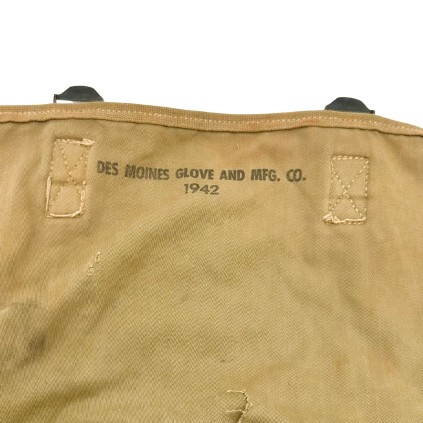 DES MOINES GLOVE AND MFG. CO.
1942